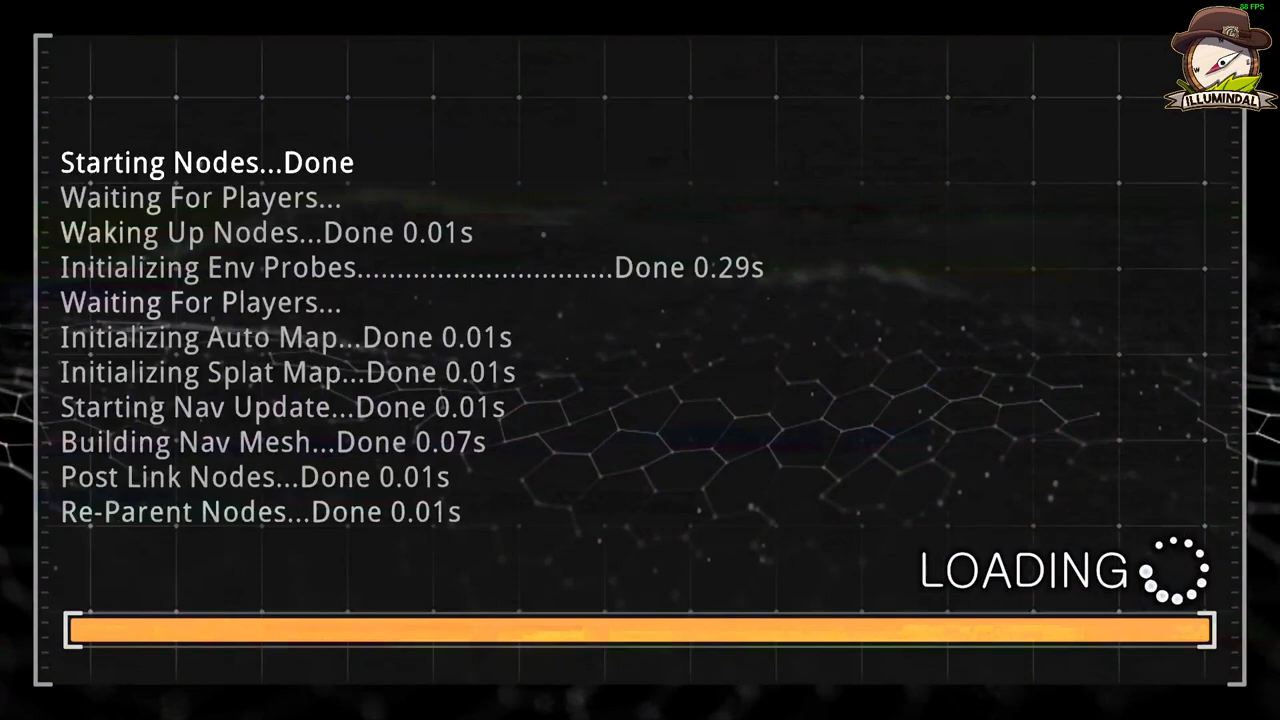 88 FPS
ILLUMINDAL
Starting Nodes...Done
Waiting For Players...
Waking Up Nodes...Done 0.01s
Initializing Env Probes................................Done 0.29s
Waiting For Players...
Initializing Auto Map...Done 0.01s
Initializing Splat Map...Done 0.01s
Starting Nav Update...Done 0.01s
Building Nav Mesh...Done 0.07s
Post Link Nodes...Done 0.01s
Re-Parent Nodes...Done 0.01s
LOADING